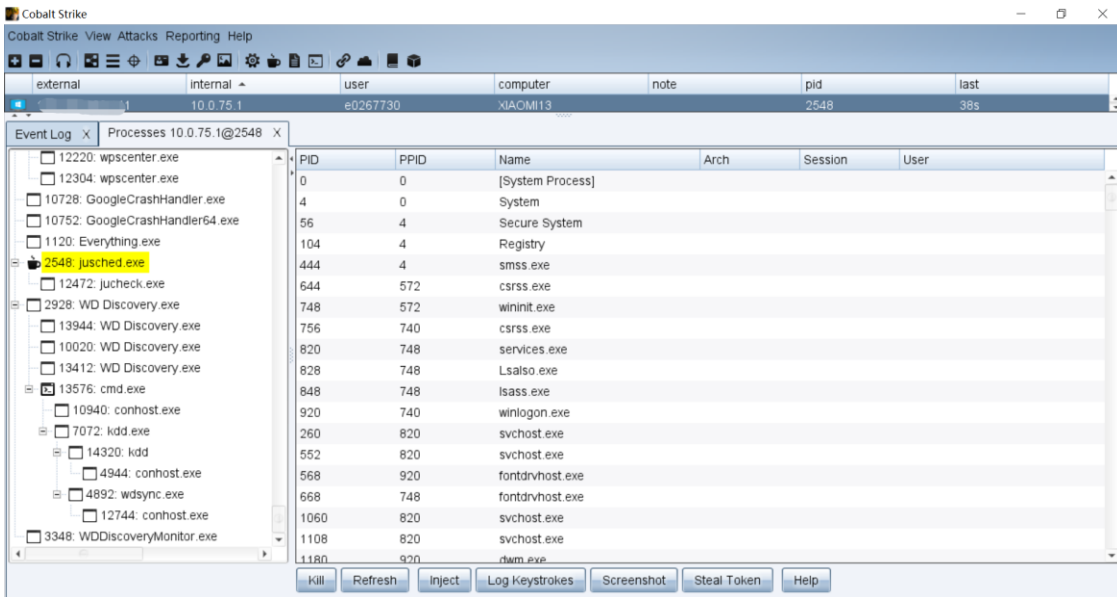 Cobalt Strike
Cobalt Strike View Attacks Reporting Help
external internal user computer note pid last
10.0.75.1 e0267730 XIAOMI13 2548 38s
Event Log X Processes 10.0.75.1@2548 X
12220: wpscenter.exe
12304: wpscenter.exe
10728: GoogleCrashHandler.exe
10752: GoogleCrashHandler64.exe
1120: Everything.exe
2548: jusched.exe
12472: jucheck.exe
2928: WD Discovery.exe
13944: WD Discovery.exe
10020: WD Discovery.exe
13412: WD Discovery.exe
13576: cmd.exe
10940: conhost.exe
7072: kdd.exe
14320: kdd
4944: conhost.exe
4892: wdsync.exe
12744: conhost.exe
3348: WDDiscoveryMonitor.exe
PID PPID Name Arch Session User
0 0 [System Process]
4 0 System
56 4 Secure System
104 4 Registry
444 4 smss.exe
644 572 csrss.exe
748 572 wininit.exe
756 740 csrss.exe
820 748 services.exe
828 748 Lsalso.exe
848 748 lsass.exe
920 740 winlogon.exe
260 820 svchost.exe
552 820 svchost.exe
568 920 fontdrvhost.exe
668 748 fontdrvhost.exe
1060 820 svchost.exe
1108 820 svchost.exe
1180 920 dwm.exe
Kill Refresh Inject Log Keystrokes Screenshot Steal Token Help